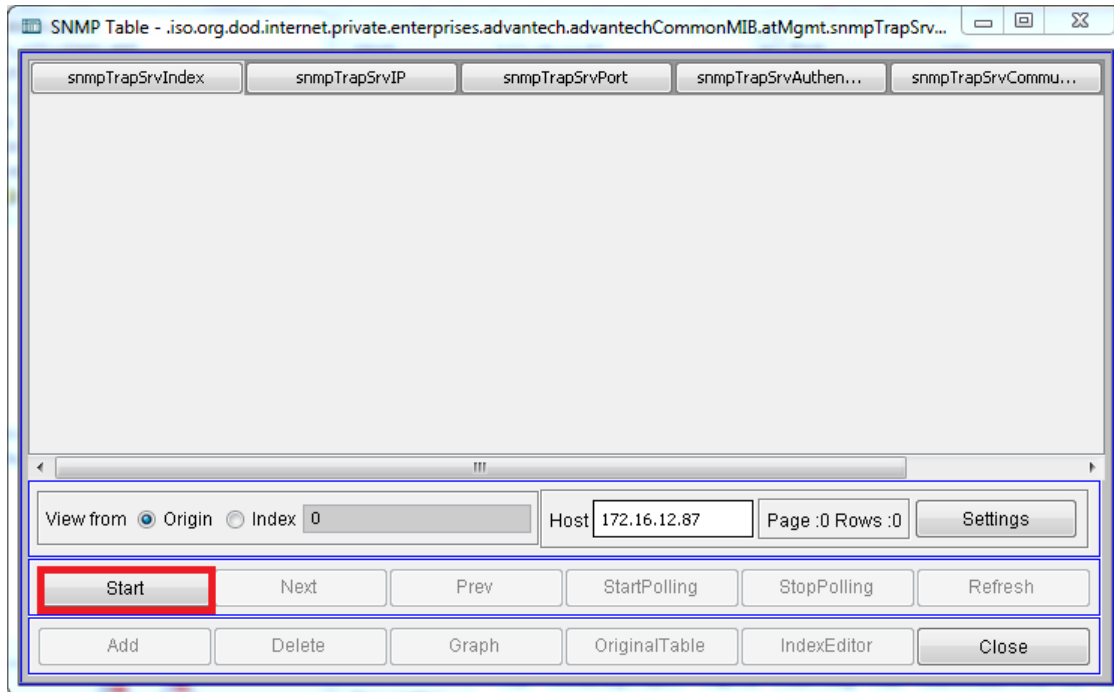 SNMP Table - .iso.org.dod.internet.private.enterprises.advantech.advantechCommonMIB.atMgmt.snmpTrapSrv...
snmpTrapSrvIndex snmpTrapSrvIP snmpTrapSrvPort snmpTrapSrvAuthen... snmpTrapSrvCommu...
View from Origin Index 0 Host 172.16.12.87 Page :0 Rows :0 Settings
Start Next Prev StartPolling StopPolling Refresh
Add Delete Graph OriginalTable IndexEditor Close